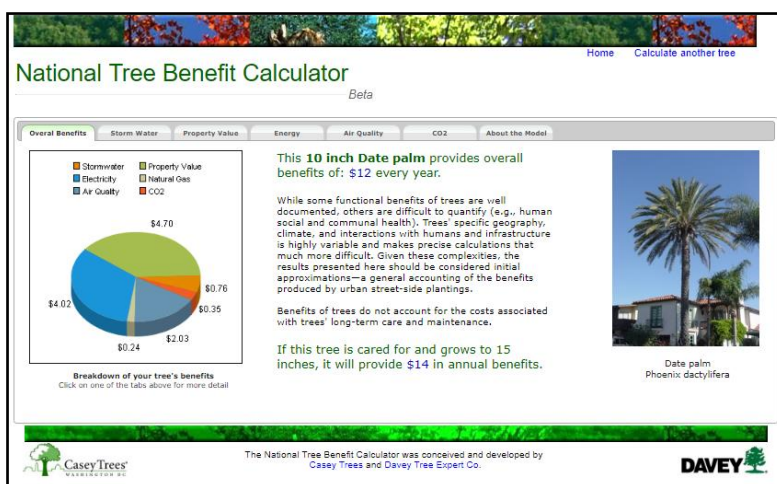 Home Calculate another tree
National Tree Benefit Calculator
Beta
Overal Benefits Storm Water Property Value Energy Air Quality CO2 About the Model
Stormwater Property Value
Electricity Natural Gas
Air Quality CO2
$4.70
$0.76
$0.35
$2.03
$0.24
$4.02
Breakdown of your tree's benefits
Click on one of the tabs above for more detail
This 10 inch Date palm provides overall
benefits of: $12 every year.
While some functional benefits of trees are well
documented, others are difficult to quantify (e.g., human
social and communal health). Trees' specific geography,
climate, and interactions with humans and infrastructure
is highly variable and makes precise calculations that
much more difficult. Given these complexities, the
results presented here should be considered initial
approximations—a general accounting of the benefits
produced by urban street-side plantings.
Benefits of trees do not account for the costs associated
with trees' long-term care and maintenance.
If this tree is cared for and grows to 15
inches, it will provide $14 in annual benefits.
Date palm
Phoenix dactylifera
Casey Trees
WASHINGTON DC
The National Tree Benefit Calculator was conceived and developed by
Casey Trees and Davey Tree Expert Co.
DAVEY